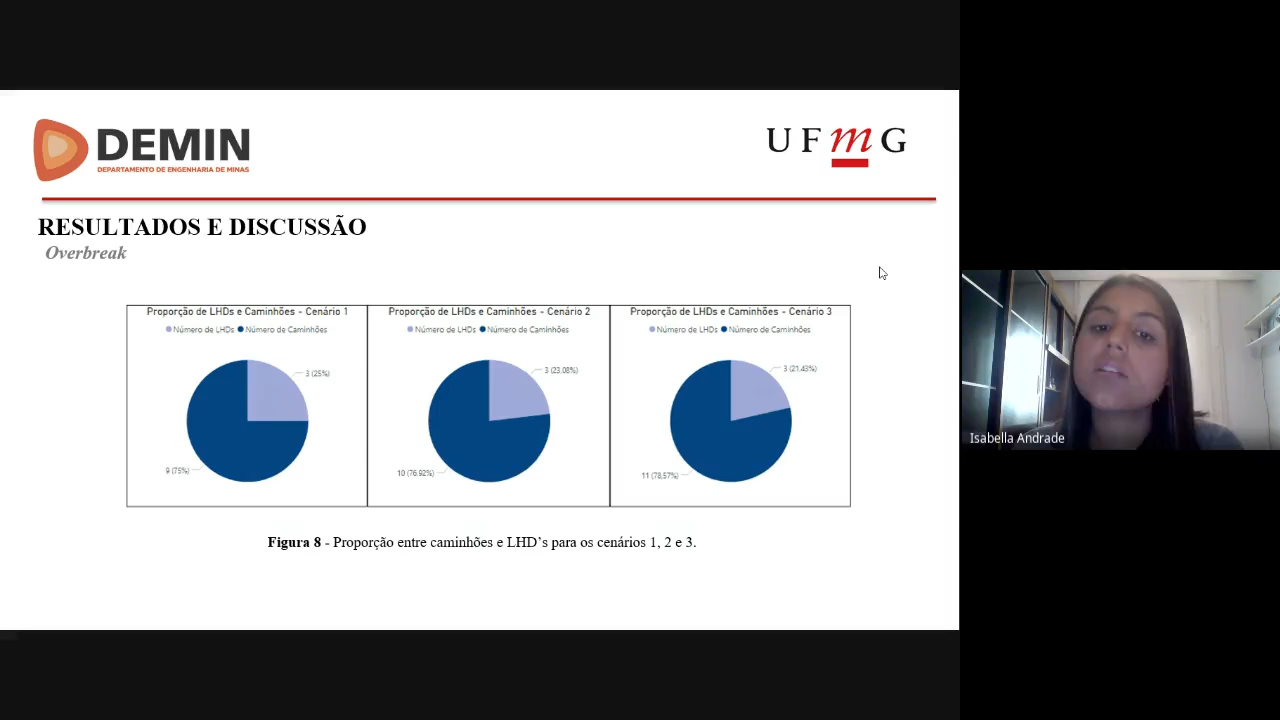 DEMIN
DEPARTAMENTO DE ENGENHARIA DE MINAS
UFmG
RESULTADOS E DISCUSSÃO
Overbreak
Proporção de LHDs e Caminhões - Cenário 1
Número de LHDs Número de Caminhões
3 (25%)
9 (75%)
Proporção de LHDs e Caminhões - Cenário 2
Número de LHDs Número de Caminhões
3 (23,08%)
10 (76,92%)
Proporção de LHDs e Caminhões - Cenário 3
Número de LHDs Número de Caminhões
3 (21,43%)
11 (78,57%)
Figura 8 - Proporção entre caminhões e LHD’s para os cenários 1, 2 e 3.
Isabella Andrade